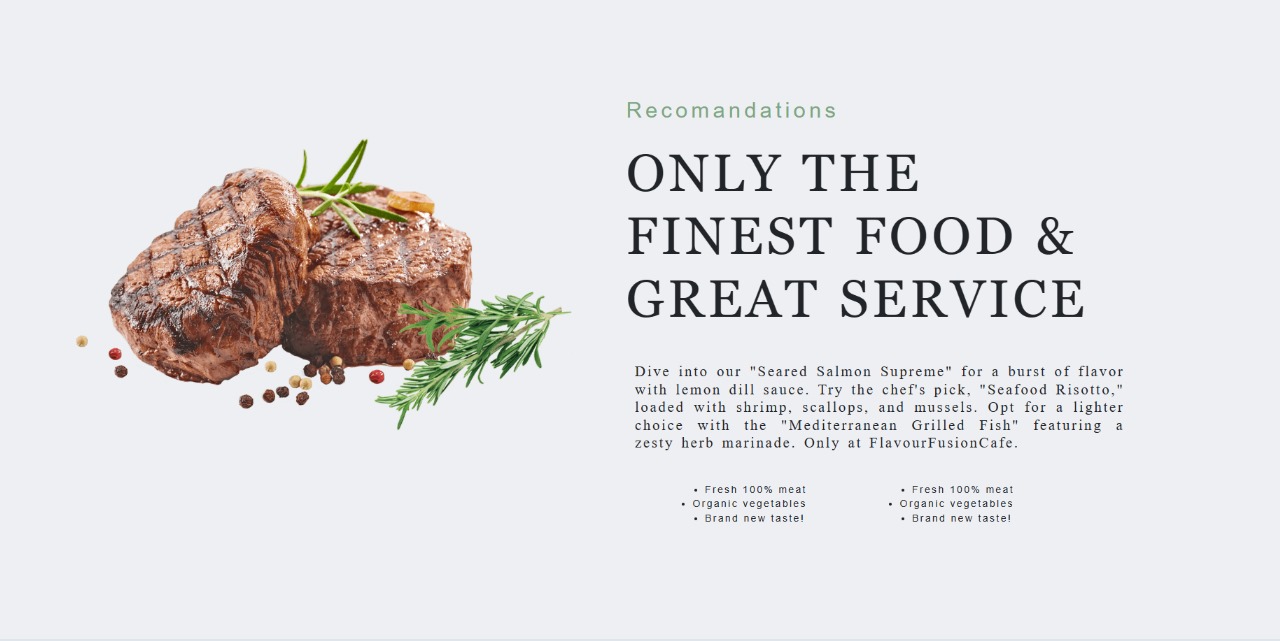 Recomandations
ONLY THE
FINEST FOOD &
GREAT SERVICE
Dive into our "Seared Salmon Supreme" for a burst of flavor
with lemon dill sauce. Try the chef's pick, "Seafood Risotto,"
loaded with shrimp, scallops, and mussels. Opt for a lighter
choice with the "Mediterranean Grilled Fish" featuring a
zesty herb marinade. Only at FlavourFusionCafe.
• Fresh 100% meat
• Organic vegetables
• Brand new taste!
• Fresh 100% meat
• Organic vegetables
• Brand new taste!